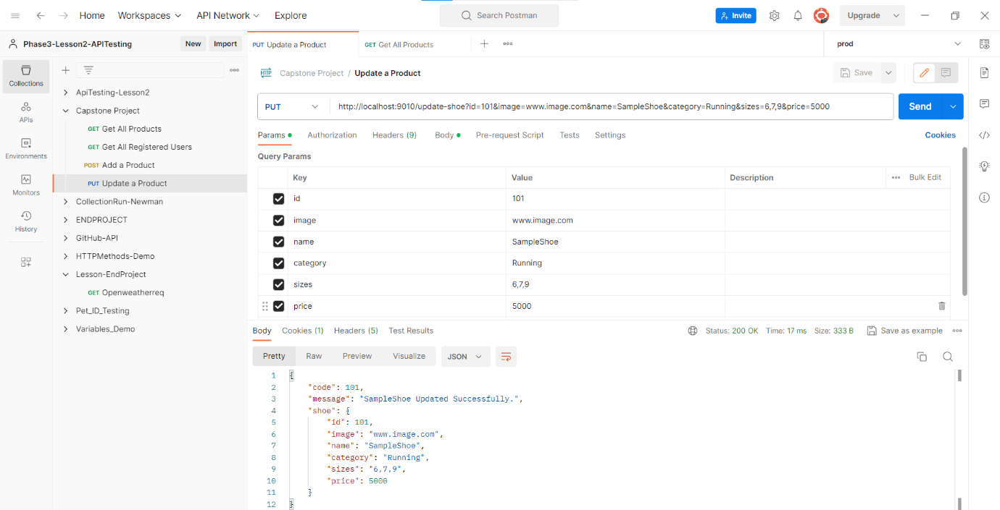 Home Workspaces API Network Explore Search Postman Invite Upgrade
Phase3-Lesson2-APITesting New Import PUT Update a Product GET Get All Products prod
Collections
APIs
Environments
Monitors
History
ApiTesting-Lesson2
Capstone Project
GET Get All Products
GET Get All Registered Users
POST Add a Product
PUT Update a Product
CollectionRun-Newman
ENDPROJECT
GitHub-API
HTTPMethods-Demo
Lesson-EndProject
GET Openweatherreq
Pet_ID_Testing
Variables_Demo
HTTP Capstone Project / Update a Product Save
PUT http://localhost:9010/update-shoe?id=101&image=www.image.com&name=SampleShoe&category=Running&sizes=6,7,9&price=5000 Send
Params Authorization Headers (9) Body Pre-request Script Tests Settings Cookies
Query Params
Key Value Description Bulk Edit
id 101
image www.image.com
name SampleShoe
category Running
sizes 6,7,9
price 5000
Body Cookies (1) Headers (5) Test Results Status: 200 OK Time: 17 ms Size: 333 B Save as example
Pretty Raw Preview Visualize JSON
1 {
2 "code": 101,
3 "message": "SampleShoe Updated Successfully.",
4 "shoe": {
5 "id": 101,
6 "image": "www.image.com",
7 "name": "SampleShoe",
8 "category": "Running",
9 "sizes": "6,7,9",
10 "price": 5000
11 }
12 }